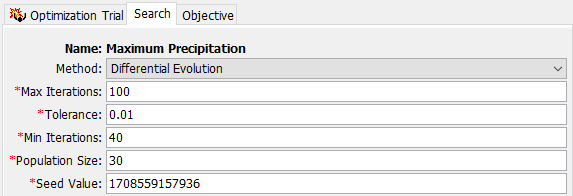 Optimization Trial Search Objective
Name: Maximum Precipitation
Method: Differential Evolution
*Max Iterations: 100
*Tolerance: 0.01
*Min Iterations: 40
*Population Size: 30
*Seed Value: 1708559157936